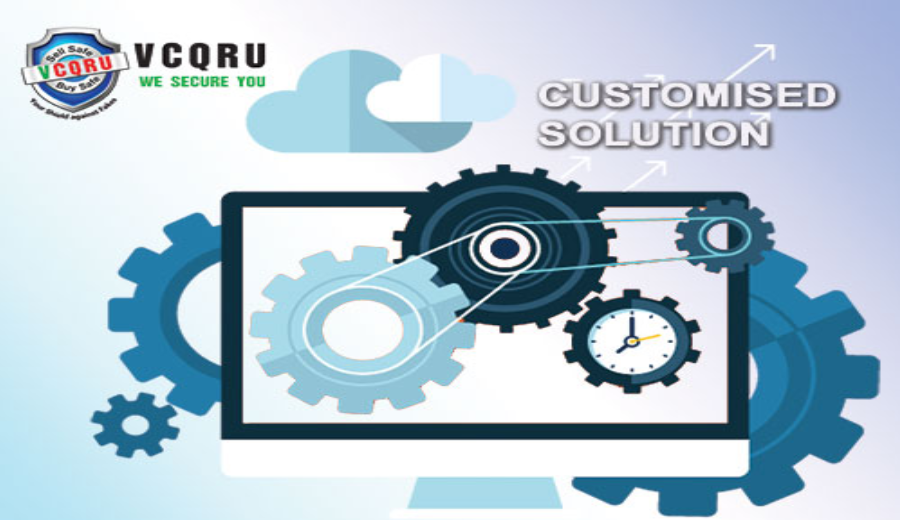 Sell Safe
VCQRU
Buy Safe
Your Shield against Fakes
VCQRU
WE SECURE YOU
CUSTOMISED
SOLUTION